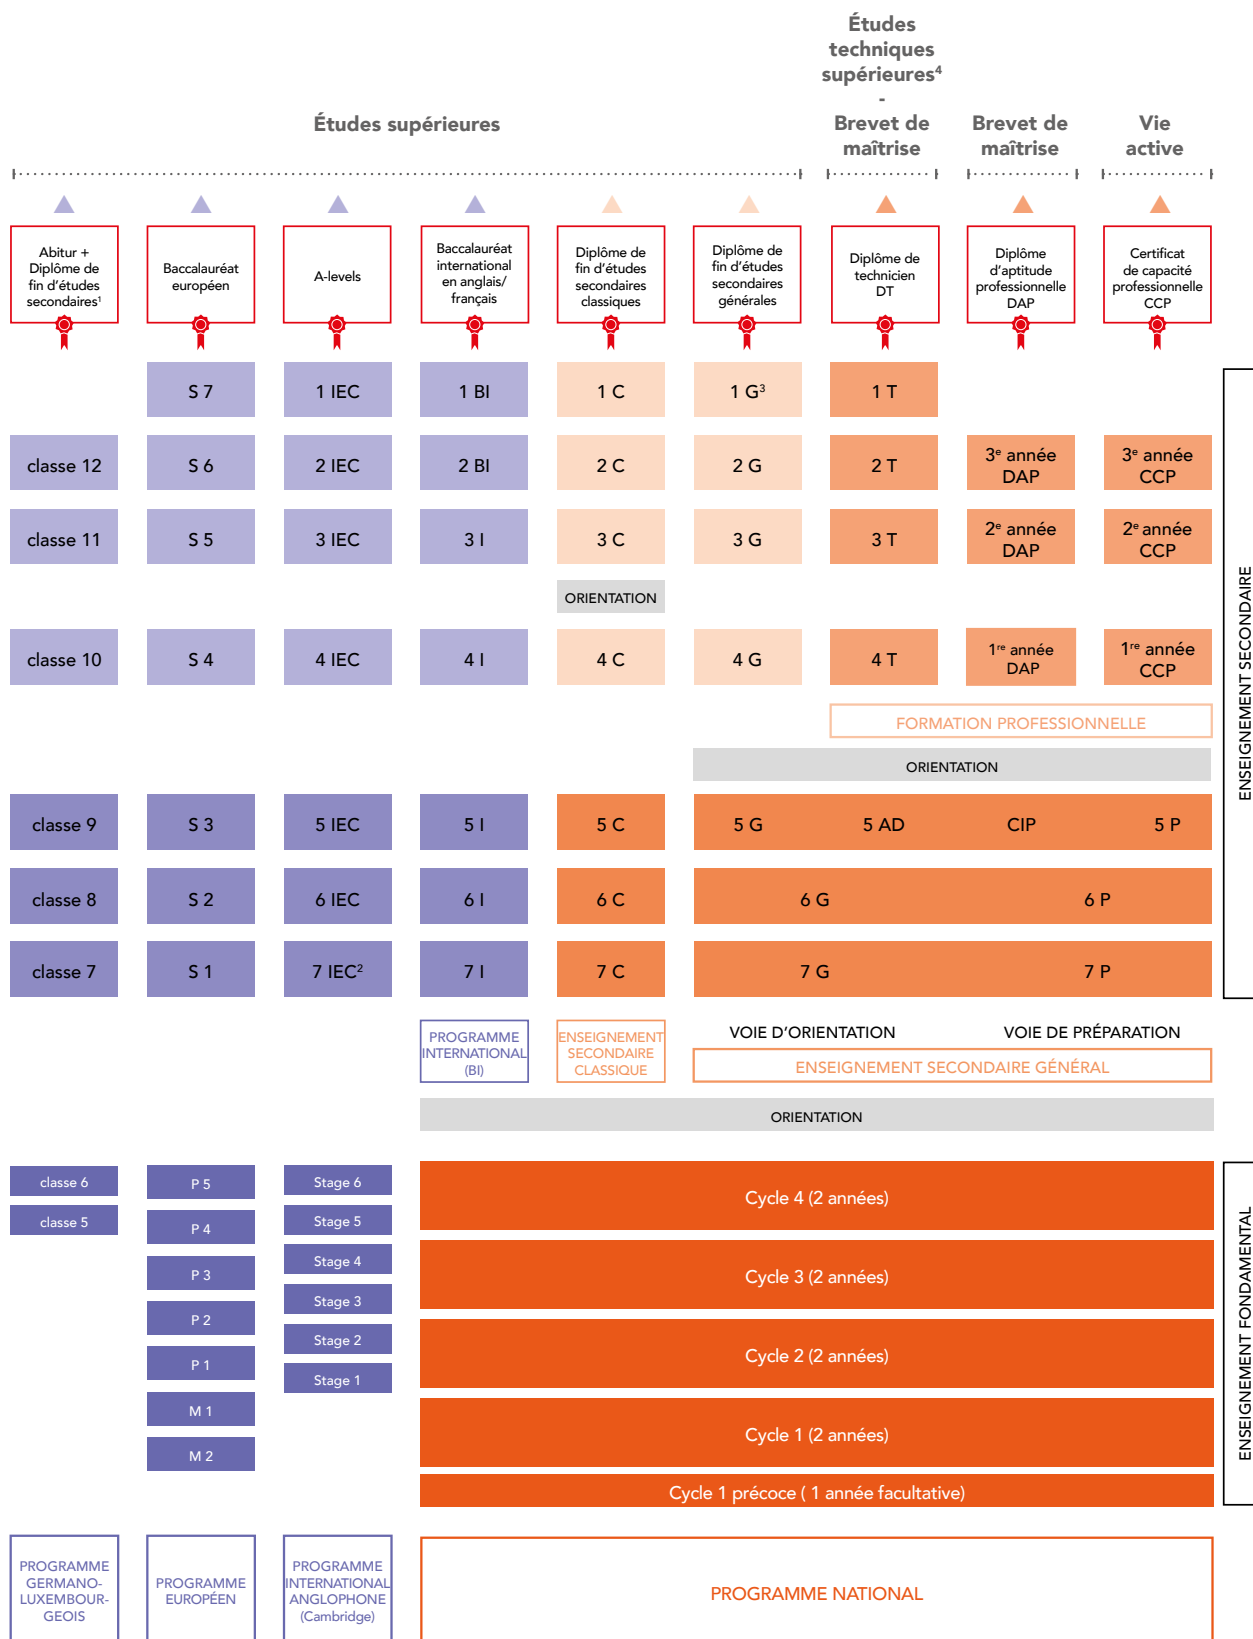 Études
techniques
supérieures⁴
-
Études supérieures
Brevet de
maîtrise
Brevet de
maîtrise
Vie
active
Abitur +
Diplôme de
fin d'études
secondaires¹
Baccalauréat
européen
A-levels
Baccalauréat
international
en anglais/
français
Diplôme de
fin d'études
secondaires
classiques
Diplôme de
fin d'études
secondaires
générales
Diplôme de
technicien
DT
Diplôme
d'aptitude
professionnelle
DAP
Certificat
de capacité
professionnelle
CCP
S 7
1 IEC
1 BI
1 C
1 G³
1 T
classe 12
S 6
2 IEC
2 BI
2 C
2 G
2 T
3ᵉ année
DAP
3ᵉ année
CCP
classe 11
S 5
3 IEC
3 I
3 C
3 G
3 T
2ᵉ année
DAP
2ᵉ année
CCP
ORIENTATION
classe 10
S 4
4 IEC
4 I
4 C
4 G
4 T
1ʳᵉ année
DAP
1ʳᵉ année
CCP
FORMATION PROFESSIONNELLE
ORIENTATION
classe 9
S 3
5 IEC
5 I
5 C
5 G
5 AD
CIP
5 P
classe 8
S 2
6 IEC
6 I
6 C
6 G
6 P
classe 7
S 1
7 IEC²
7 I
7 C
7 G
7 P
ENSEIGNEMENT SECONDAIRE
PROGRAMME
INTERNATIONAL
(BI)
ENSEIGNEMENT
SECONDAIRE
CLASSIQUE
VOIE D'ORIENTATION
VOIE DE PRÉPARATION
ENSEIGNEMENT SECONDAIRE GÉNÉRAL
ORIENTATION
classe 6
classe 5
P 5
P 4
P 3
P 2
P 1
M 1
M 2
Stage 6
Stage 5
Stage 4
Stage 3
Stage 2
Stage 1
Cycle 4 (2 années)
Cycle 3 (2 années)
Cycle 2 (2 années)
Cycle 1 (2 années)
Cycle 1 précoce ( 1 année facultative)
ENSEIGNEMENT FONDAMENTAL
PROGRAMME
GERMANO-
LUXEMBOUR-
GEOIS
PROGRAMME
EUROPÉEN
PROGRAMME
INTERNATIONAL
ANGLOPHONE
(Cambridge)
PROGRAMME NATIONAL